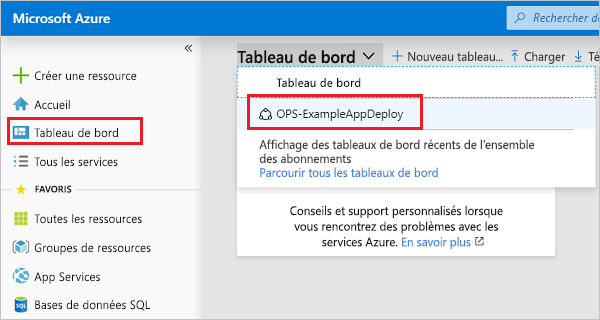 Microsoft Azure
Rechercher de
«
Créer une ressource
Accueil
Tableau de bord
Tous les services
FAVORIS
Toutes les ressources
Groupes de ressources
App Services
Bases de données SQL
Tableau de bord
Nouveau tableau...
Charger
Té
Tableau de bord
OPS-ExampleAppDeploy
Affichage des tableaux de bord récents de l'ensemble
des abonnements
Parcourir tous les tableaux de bord
Conseils et support personnalisés lorsque
vous rencontrez des problèmes avec les
services Azure. En savoir plus